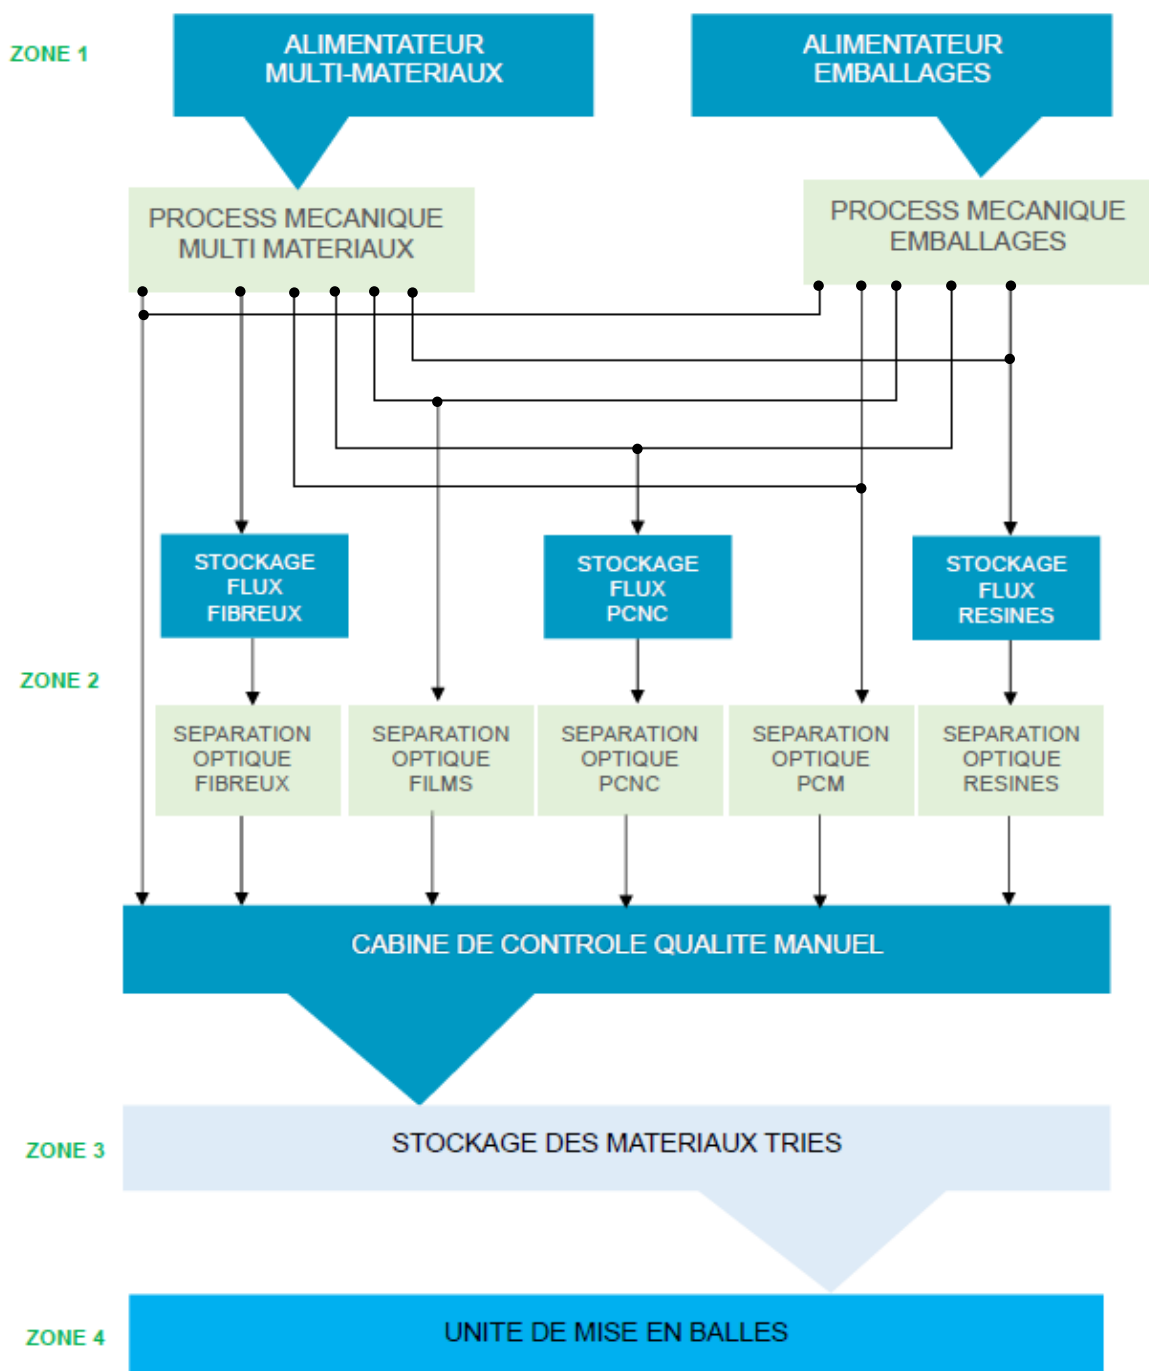 ZONE 1
ALIMENTATEUR
MULTI-MATERIAUX
ALIMENTATEUR
EMBALLAGES
PROCESS MECANIQUE
MULTI MATERIAUX
PROCESS MECANIQUE
EMBALLAGES
STOCKAGE
FLUX
FIBREUX
STOCKAGE
FLUX
PCNC
STOCKAGE
FLUX
RESINES
ZONE 2
SEPARATION
OPTIQUE
FIBREUX
SEPARATION
OPTIQUE
FILMS
SEPARATION
OPTIQUE
PCNC
SEPARATION
OPTIQUE
PCM
SEPARATION
OPTIQUE
RESINES
CABINE DE CONTROLE QUALITE MANUEL
ZONE 3
STOCKAGE DES MATERIAUX TRIES
ZONE 4
UNITE DE MISE EN BALLES